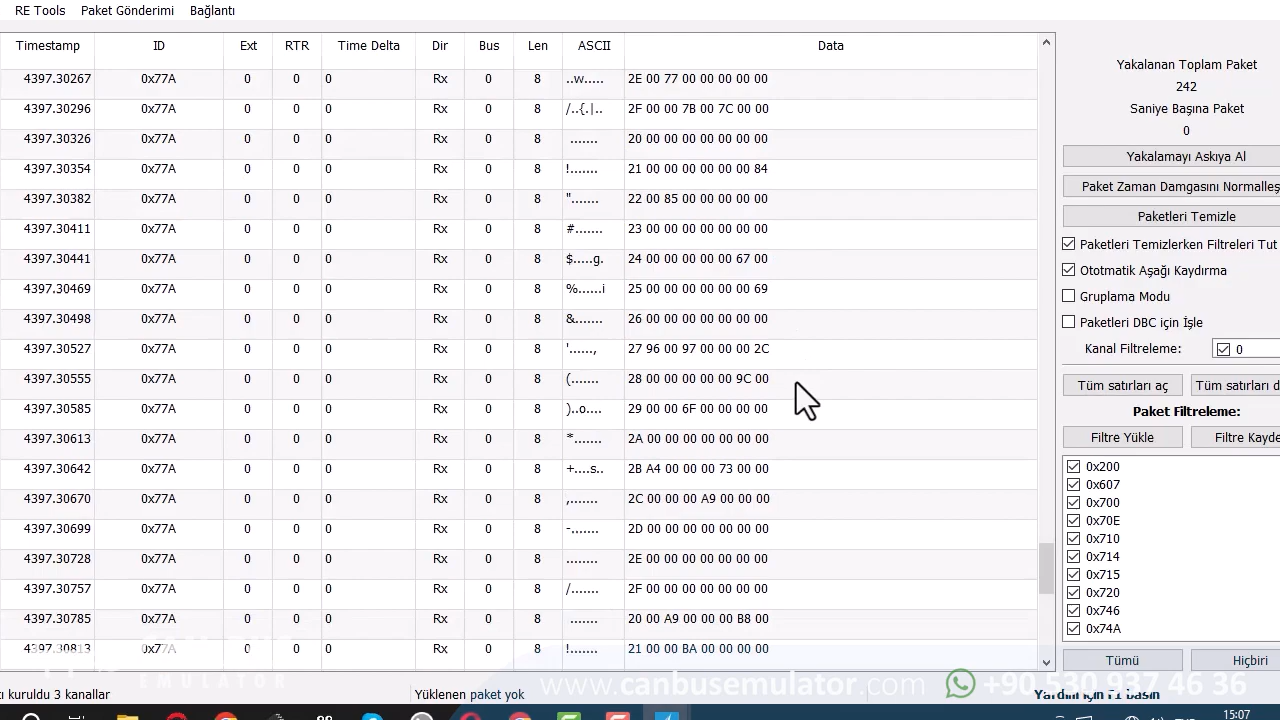 RE Tools Paket Gönderimi Bağlantı
Timestamp ID Ext RTR Time Delta Dir Bus Len ASCII Data
4397.30267 0x77A 0 0 0 Rx 0 8 ..w..... 2E 00 77 00 00 00 00 00
4397.30296 0x77A 0 0 0 Rx 0 8 /..{.|.. 2F 00 00 7B 00 7C 00 00
4397.30326 0x77A 0 0 0 Rx 0 8 ....... 20 00 00 00 00 00 00 00
4397.30354 0x77A 0 0 0 Rx 0 8 !....... 21 00 00 00 00 00 00 84
4397.30382 0x77A 0 0 0 Rx 0 8 "....... 22 00 85 00 00 00 00 00
4397.30411 0x77A 0 0 0 Rx 0 8 #....... 23 00 00 00 00 00 00 00
4397.30441 0x77A 0 0 0 Rx 0 8 $.....g. 24 00 00 00 00 00 67 00
4397.30469 0x77A 0 0 0 Rx 0 8 %......i 25 00 00 00 00 00 00 69
4397.30498 0x77A 0 0 0 Rx 0 8 &....... 26 00 00 00 00 00 00 00
4397.30527 0x77A 0 0 0 Rx 0 8 '......, 27 96 00 97 00 00 00 2C
4397.30555 0x77A 0 0 0 Rx 0 8 (....... 28 00 00 00 00 00 9C 00
4397.30585 0x77A 0 0 0 Rx 0 8 )..o.... 29 00 00 6F 00 00 00 00
4397.30613 0x77A 0 0 0 Rx 0 8 *....... 2A 00 00 00 00 00 00 00
4397.30642 0x77A 0 0 0 Rx 0 8 +....s.. 2B A4 00 00 00 73 00 00
4397.30670 0x77A 0 0 0 Rx 0 8 ,....... 2C 00 00 00 A9 00 00 00
4397.30699 0x77A 0 0 0 Rx 0 8 -....... 2D 00 00 00 00 00 00 00
4397.30728 0x77A 0 0 0 Rx 0 8 ........ 2E 00 00 00 00 00 00 00
4397.30757 0x77A 0 0 0 Rx 0 8 /....... 2F 00 00 00 00 00 00 00
4397.30785 0x77A 0 0 0 Rx 0 8 ....... 20 00 A9 00 00 00 B8 00
4397.30813 0x77A 0 0 0 Rx 0 8 !....... 21 00 00 BA 00 00 00 00
Yakalanan Toplam Paket
242
Saniye Başına Paket
0
Yakalamayı Askıya Al
Paket Zaman Damgasını Normalleş
Paketleri Temizle
Paketleri Temizlerken Filtreleri Tut
Ototmatik Aşağı Kaydırma
Gruplama Modu
Paketleri DBC için İşle
Kanal Filtreleme: 0
Tüm satırları aç Tüm satırları d
Paket Filtreleme:
Filtre Yükle Filtre Kayde
0x200
0x607
0x700
0x70E
0x710
0x714
0x715
0x720
0x746
0x74A
Tümü Hiçbiri
EMULATOR
www.canbusemulator.com
ı kuruldu 3 kanallar Yüklenen paket yok Yardım için F1 basın
15:07